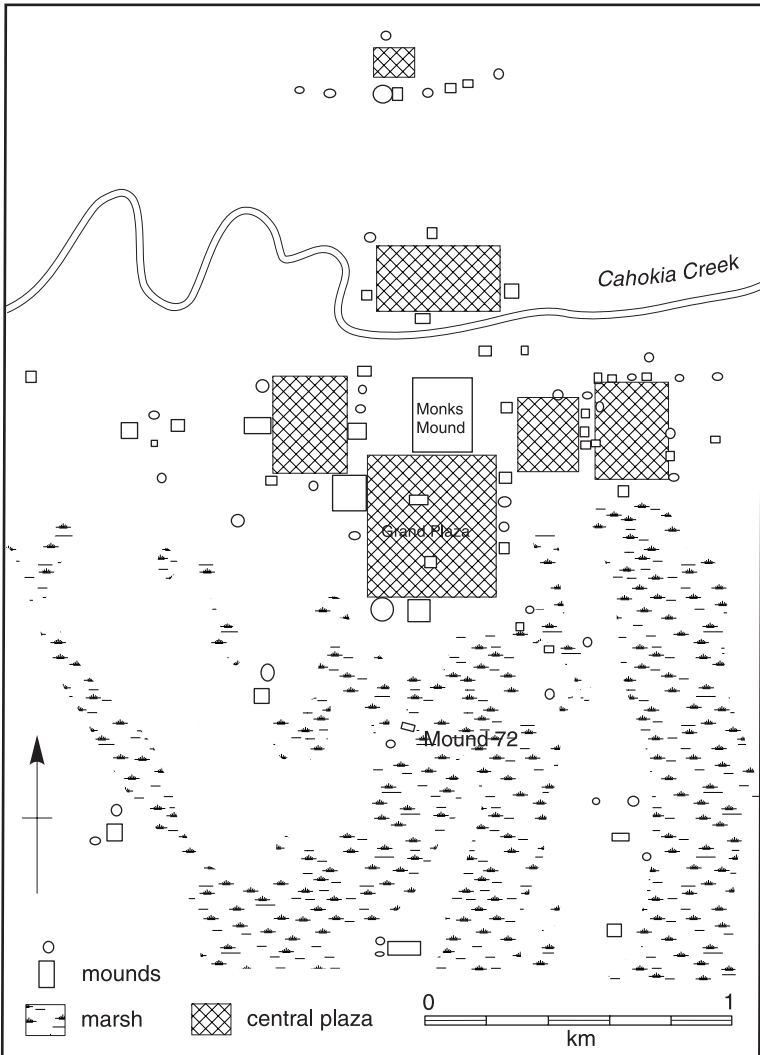 Cahokia Creek
Monks
Mound
Grand Plaza
Mound 72
mounds
marsh
central plaza
0
1
km